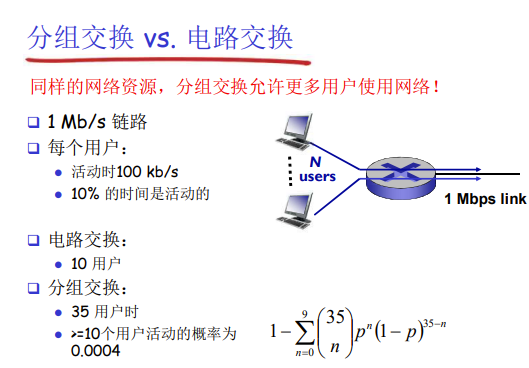 分组交换 vs. 电路交换
同样的网络资源，分组交换允许更多用户使用网络！
1 Mb/s 链路
每个用户：
活动时100 kb/s
10% 的时间是活动的
N
users
1 Mbps link
电路交换：
10 用户
分组交换：
35 用户时
>=10个用户活动的概率为
0.0004
1 − ∑_{n=0}^{9} \binom{35}{n} p^n (1 − p)^{35−n}